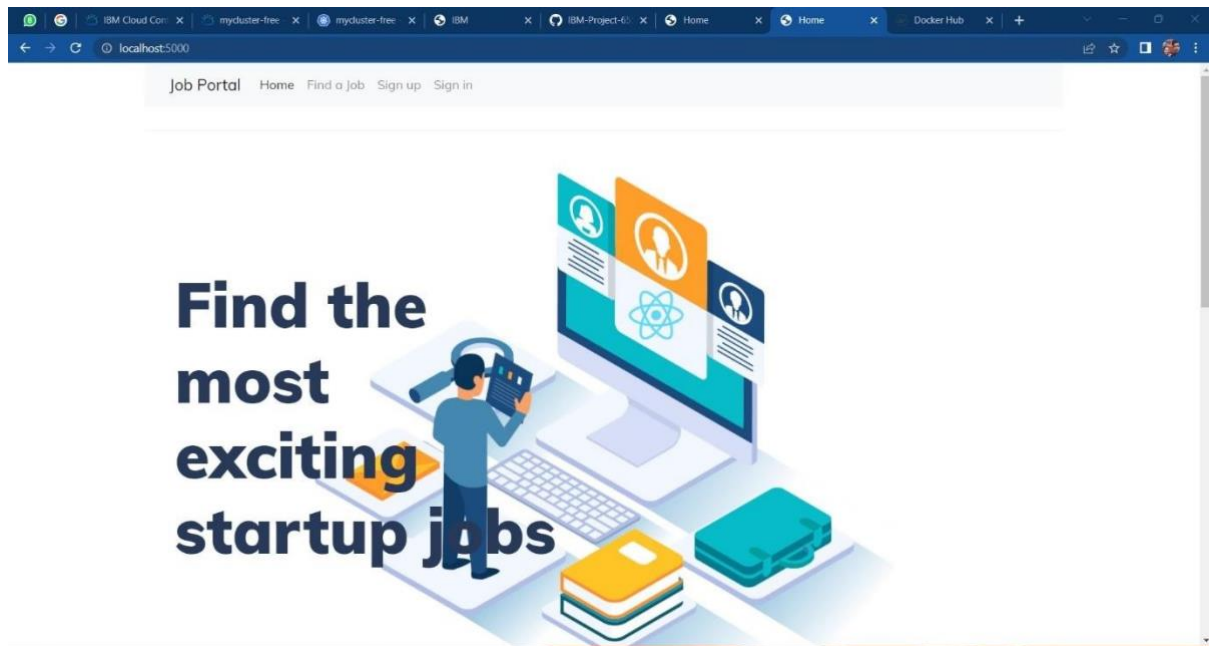 IBM Cloud Con
mycluster-free
mycluster-free
IBM
IBM-Project-65
Home
Home
Docker Hub
localhost:5000
Job Portal Home Find a Job Sign up Sign in
Find the
most
exciting
startup jobs